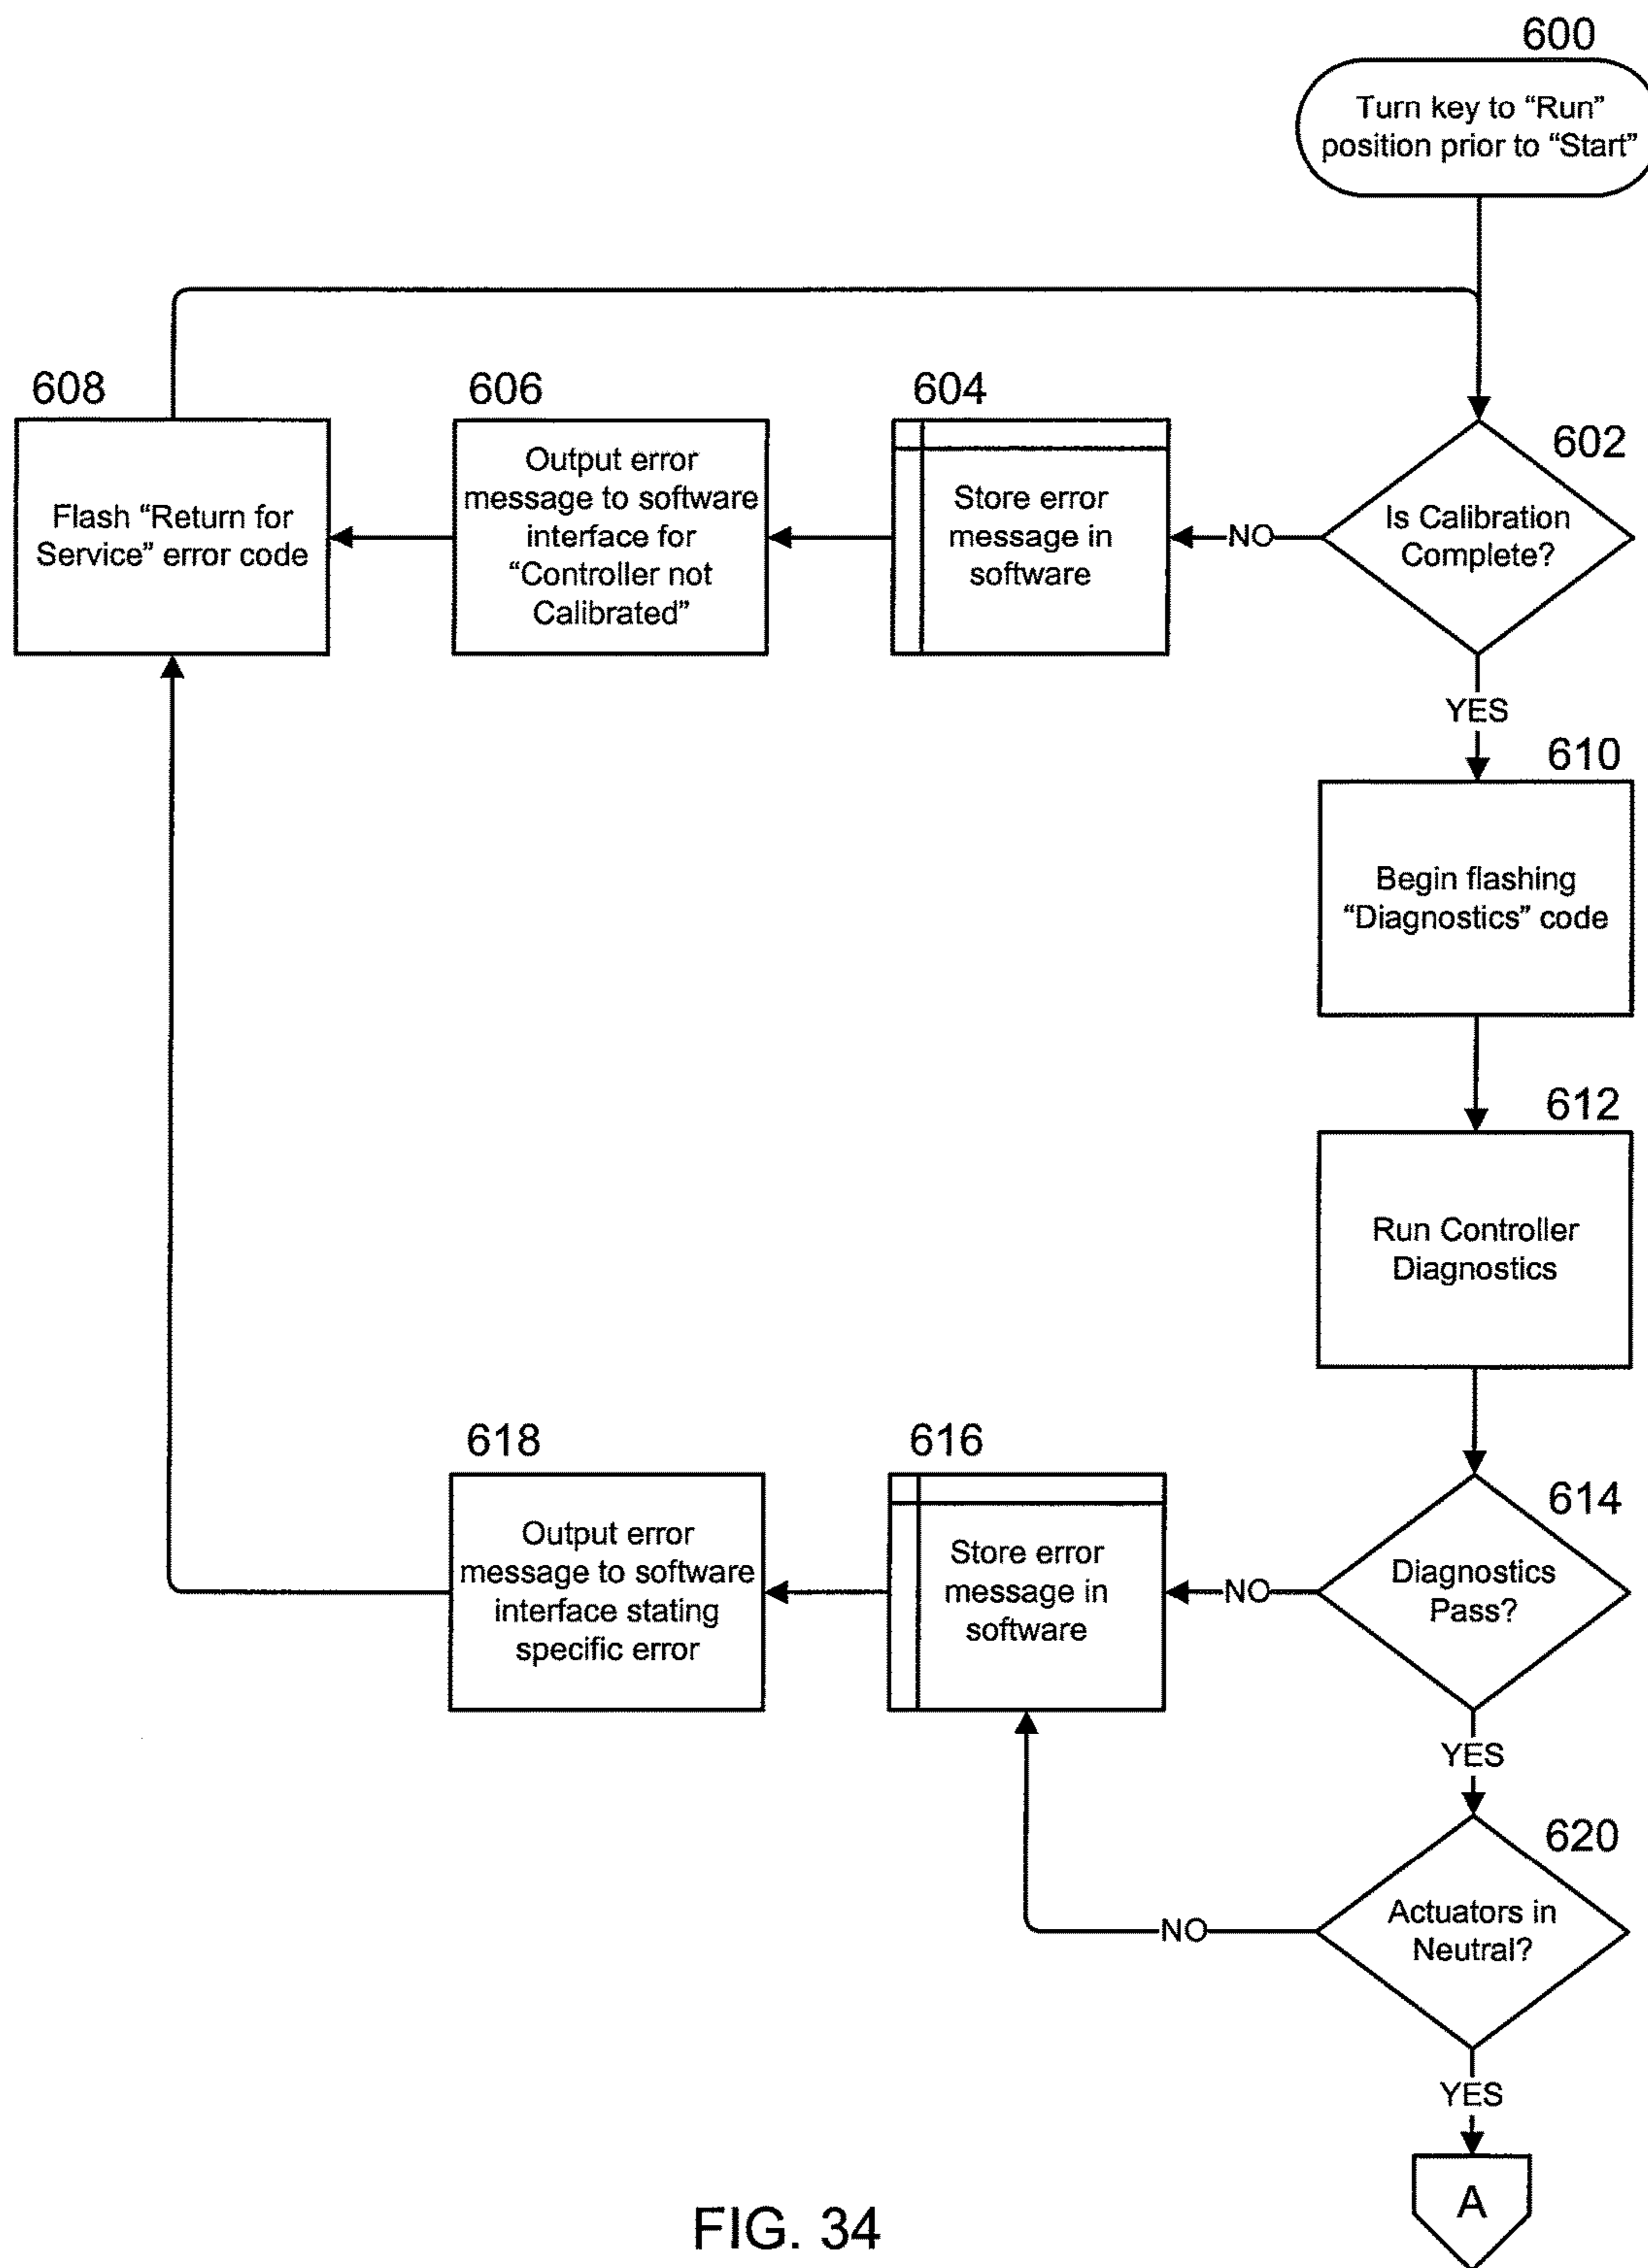 600
Turn key to “Run”
position prior to “Start”
608
606
604
602
Flash “Return for
Service” error code
Output error
message to software
interface for
“Controller not
Calibrated”
Store error
message in
software
NO
Is Calibration
Complete?
YES
610
Begin flashing
“Diagnostics” code
612
Run Controller
Diagnostics
618
616
614
Output error
message to software
interface stating
specific error
Store error
message in
software
NO
Diagnostics
Pass?
YES
620
NO
Actuators in
Neutral?
YES
A
FIG. 34